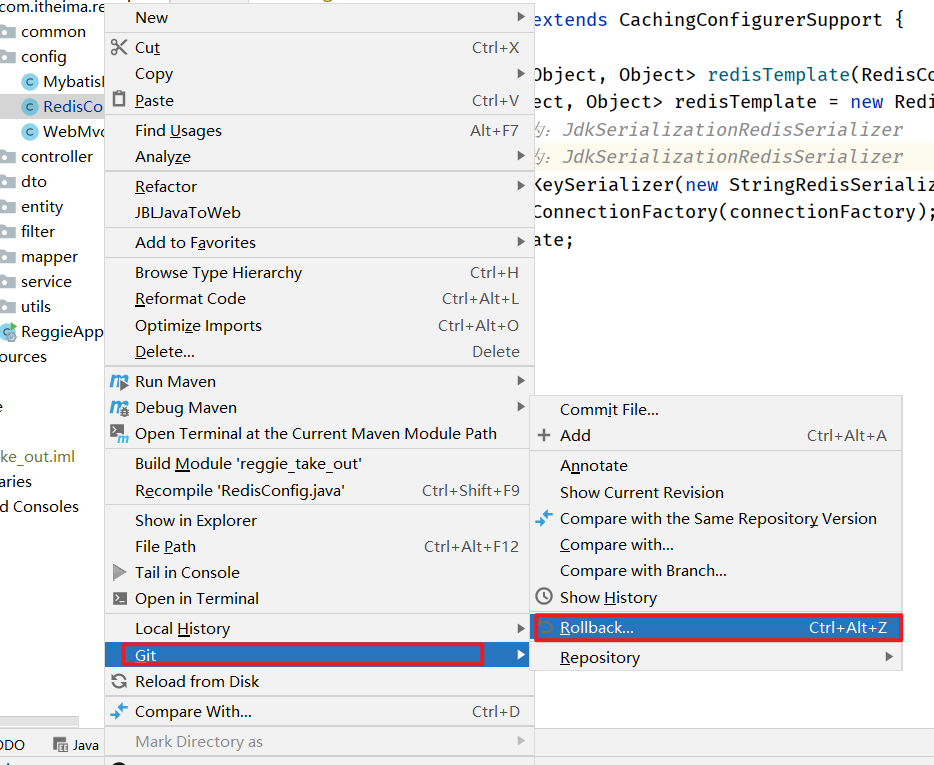 com.itheima.re
common
config
MybatisP
RedisCo
WebMvc
controller
dto
entity
filter
mapper
service
utils
ReggieApp
ources
e
ke_out.iml
aries
d Consoles
ODO
Java
New
Cut Ctrl+X
Copy
Paste Ctrl+V
Find Usages Alt+F7
Analyze
Refactor
JBLJavaToWeb
Add to Favorites
Browse Type Hierarchy Ctrl+H
Reformat Code Ctrl+Alt+L
Optimize Imports Ctrl+Alt+O
Delete... Delete
Run Maven
Debug Maven
Open Terminal at the Current Maven Module Path
Build Module 'reggie_take_out'
Recompile 'RedisConfig.java' Ctrl+Shift+F9
Show in Explorer
File Path Ctrl+Alt+F12
Tail in Console
Open in Terminal
Local History
Git
Reload from Disk
Compare With... Ctrl+D
Mark Directory as
extends CachingConfigurerSupport {
Object, Object> redisTemplate(RedisCo
ect, Object> redisTemplate = new Redi
: JdkSerializationRedisSerializer
: JdkSerializationRedisSerializer
KeySerializer(new StringRedisSerializ
ConnectionFactory(connectionFactory);
ate;
Commit File...
Add Ctrl+Alt+A
Annotate
Show Current Revision
Compare with the Same Repository Version
Compare with...
Compare with Branch...
Show History
Rollback... Ctrl+Alt+Z
Repository